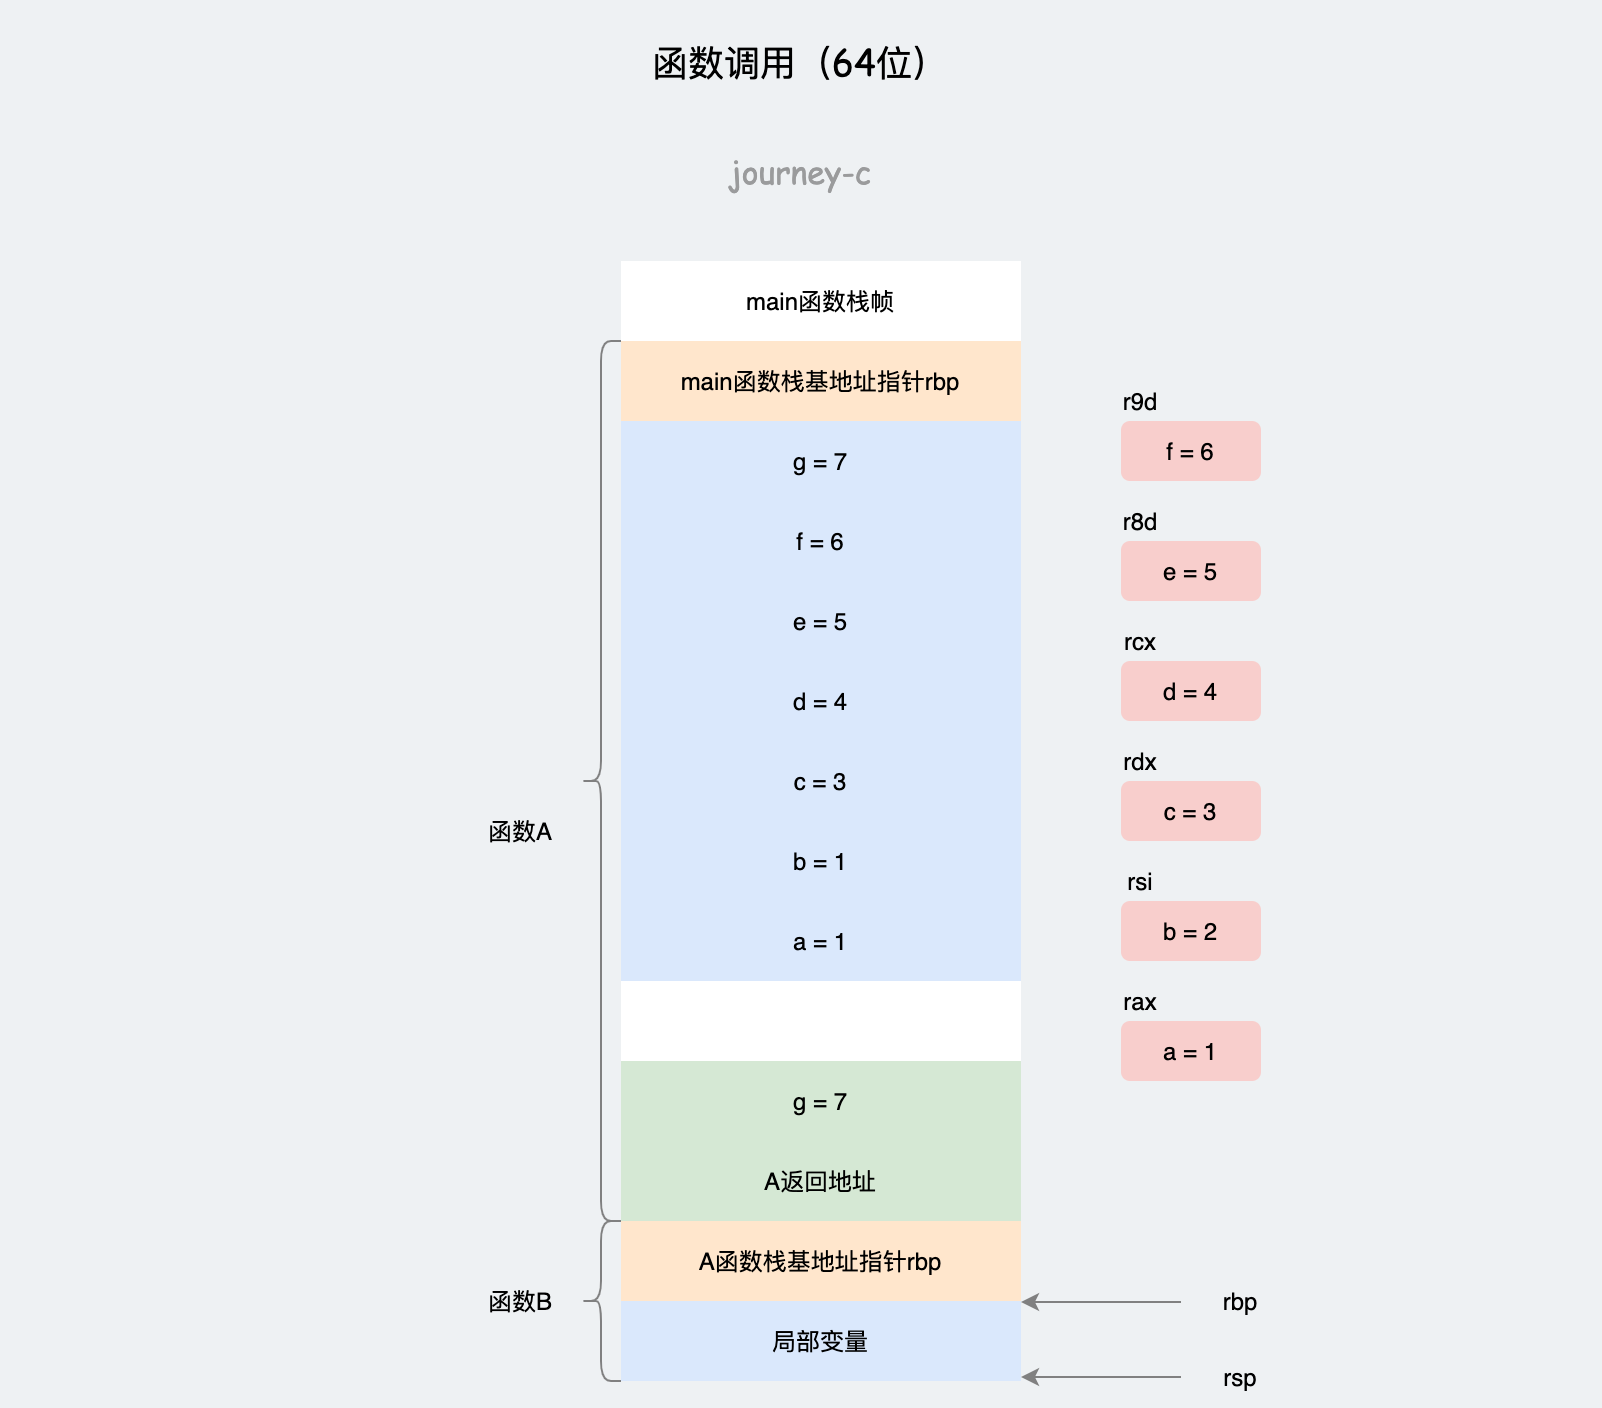 函数调用（64位）
journey-c
main函数栈帧
main函数栈基地址指针rbp
g = 7
f = 6
e = 5
d = 4
c = 3
b = 1
a = 1
g = 7
A返回地址
A函数栈基地址指针rbp
局部变量
函数A
函数B
r9d
f = 6
r8d
e = 5
rcx
d = 4
rdx
c = 3
rsi
b = 2
rax
a = 1
rbp
rsp